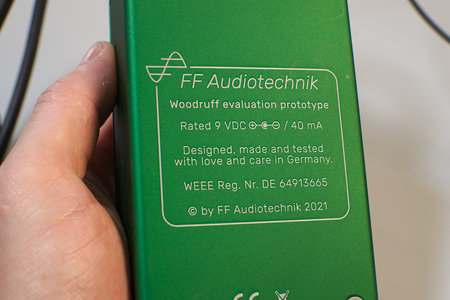 FF Audiotechnik
Woodruff evaluation prototype
Rated 9 VDC / 40 mA
Designed, made and tested
with love and care in Germany.
WEEE Reg. Nr. DE 64913665
© by FF Audiotechnik 2021
CE